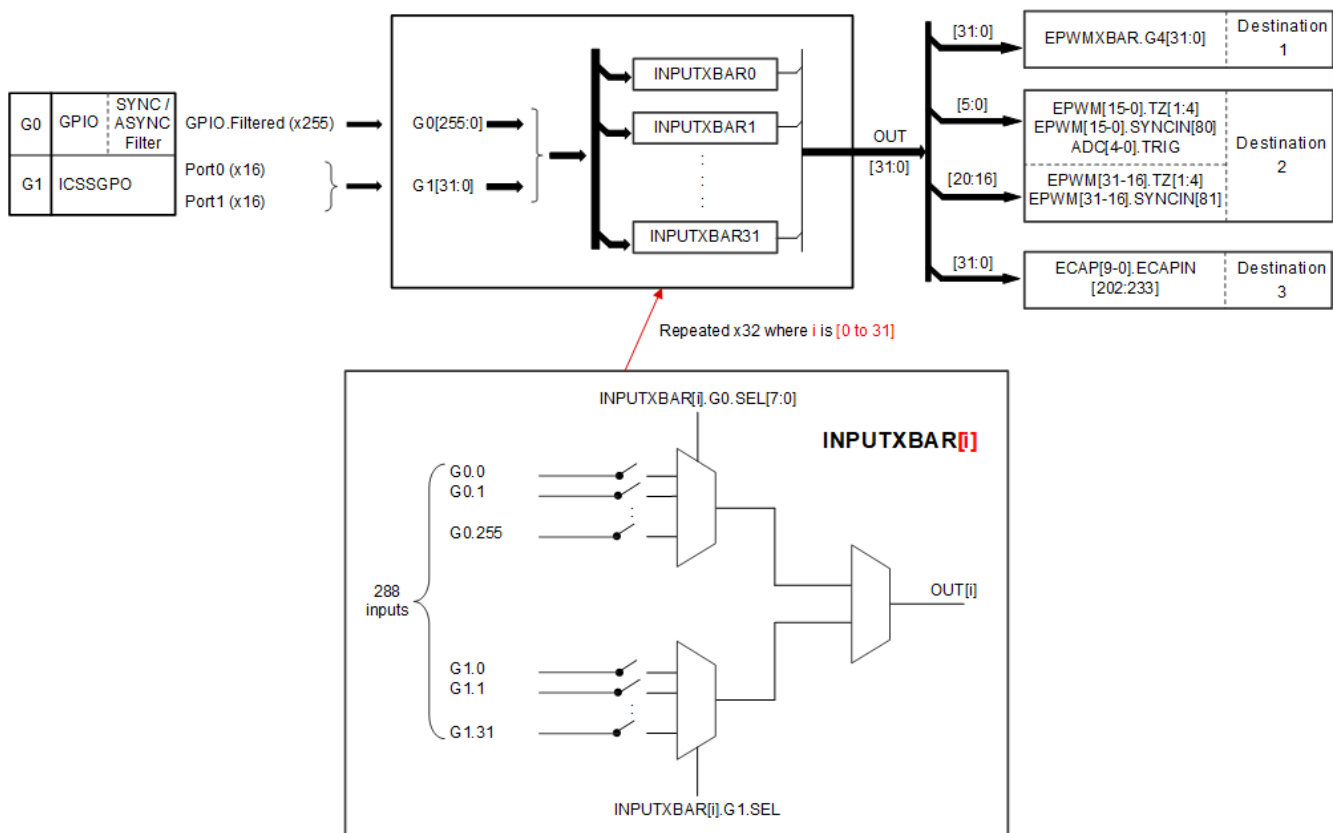 G0
GPIO
SYNC /
ASYNC
Filter
G1
ICSSGPO
GPIO.Filtered (x255)
Port0 (x16)
Port1 (x16)
G0[255:0]
G1[31:0]
INPUTXBAR0
INPUTXBAR1
INPUTXBAR31
OUT
[31:0]
[31:0]
EPWMXBAR.G4[31:0]
Destination
1
[5:0]
EPWM[15-0].TZ[1:4]
EPWM[15-0].SYNCIN[80]
ADC[4-0].TRIG
[20:16]
EPWM[31-16].TZ[1:4]
EPWM[31-16].SYNCIN[81]
Destination
2
[31:0]
ECAP[9-0].ECAPIN
[202:233]
Destination
3
Repeated x32 where i is [0 to 31]
INPUTXBAR[i].G0.SEL[7:0]
INPUTXBAR[i]
G0.0
G0.1
G0.255
288
inputs
OUT[i]
G1.0
G1.1
G1.31
INPUTXBAR[i].G1.SEL